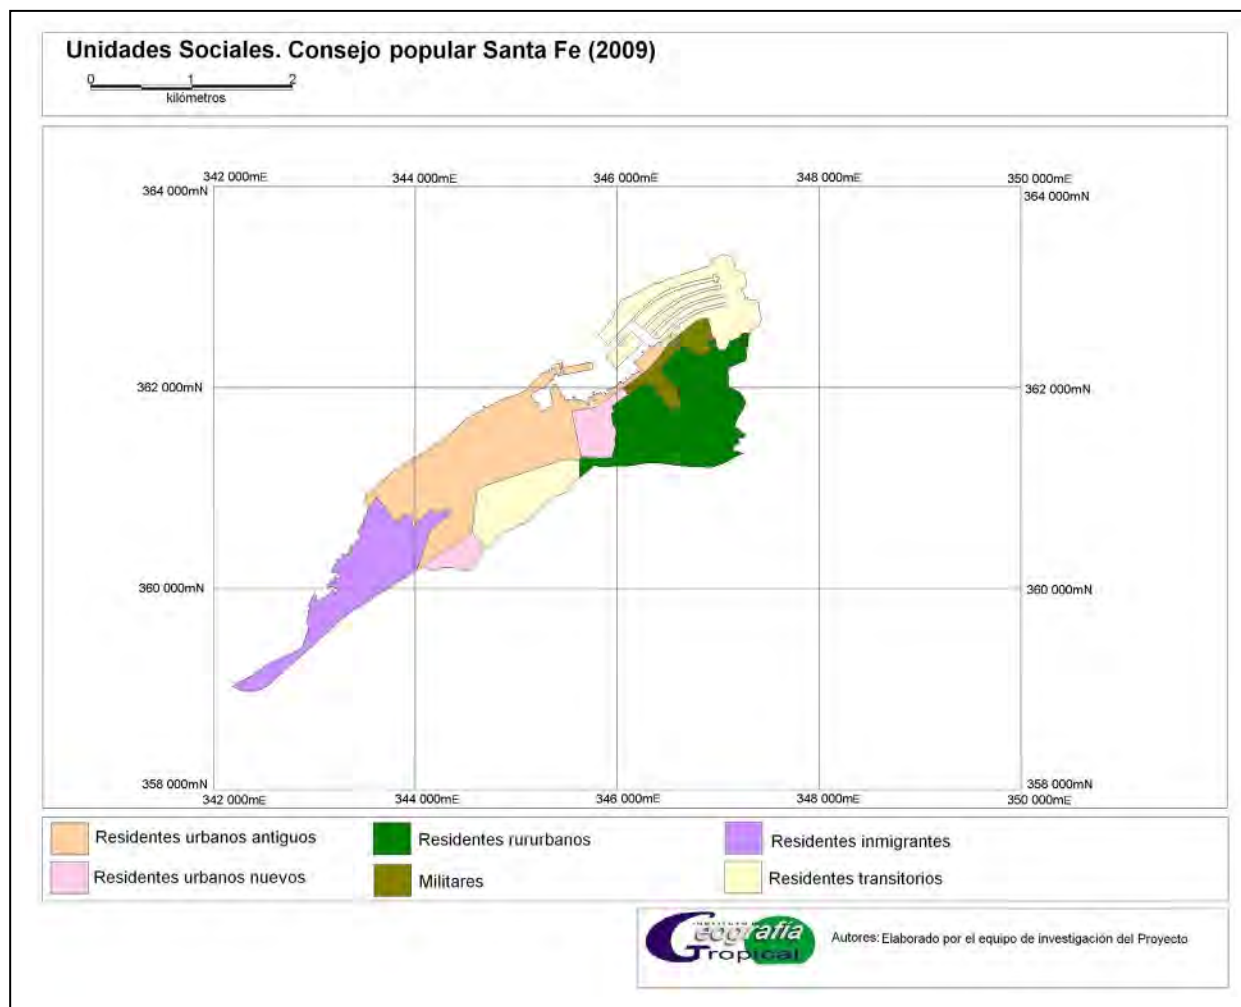 Unidades Sociales. Consejo popular Santa Fe (2009)
0 1 2
kilómetros
342 000mE 344 000mE 346 000mE 348 000mE 350 000mE
364 000mN 364 000mN
362 000mN 362 000mN
360 000mN 360 000mN
358 000mN 358 000mN
342 000mE 344 000mE 346 000mE 348 000mE 350 000mE
Residentes urbanos antiguos Residentes rururbanos Residentes inmigrantes
Residentes urbanos nuevos Militares Residentes transitorios
INSTITUTO DE
Geografía
Tropical
Autores: Elaborado por el equipo de investigación del Proyecto